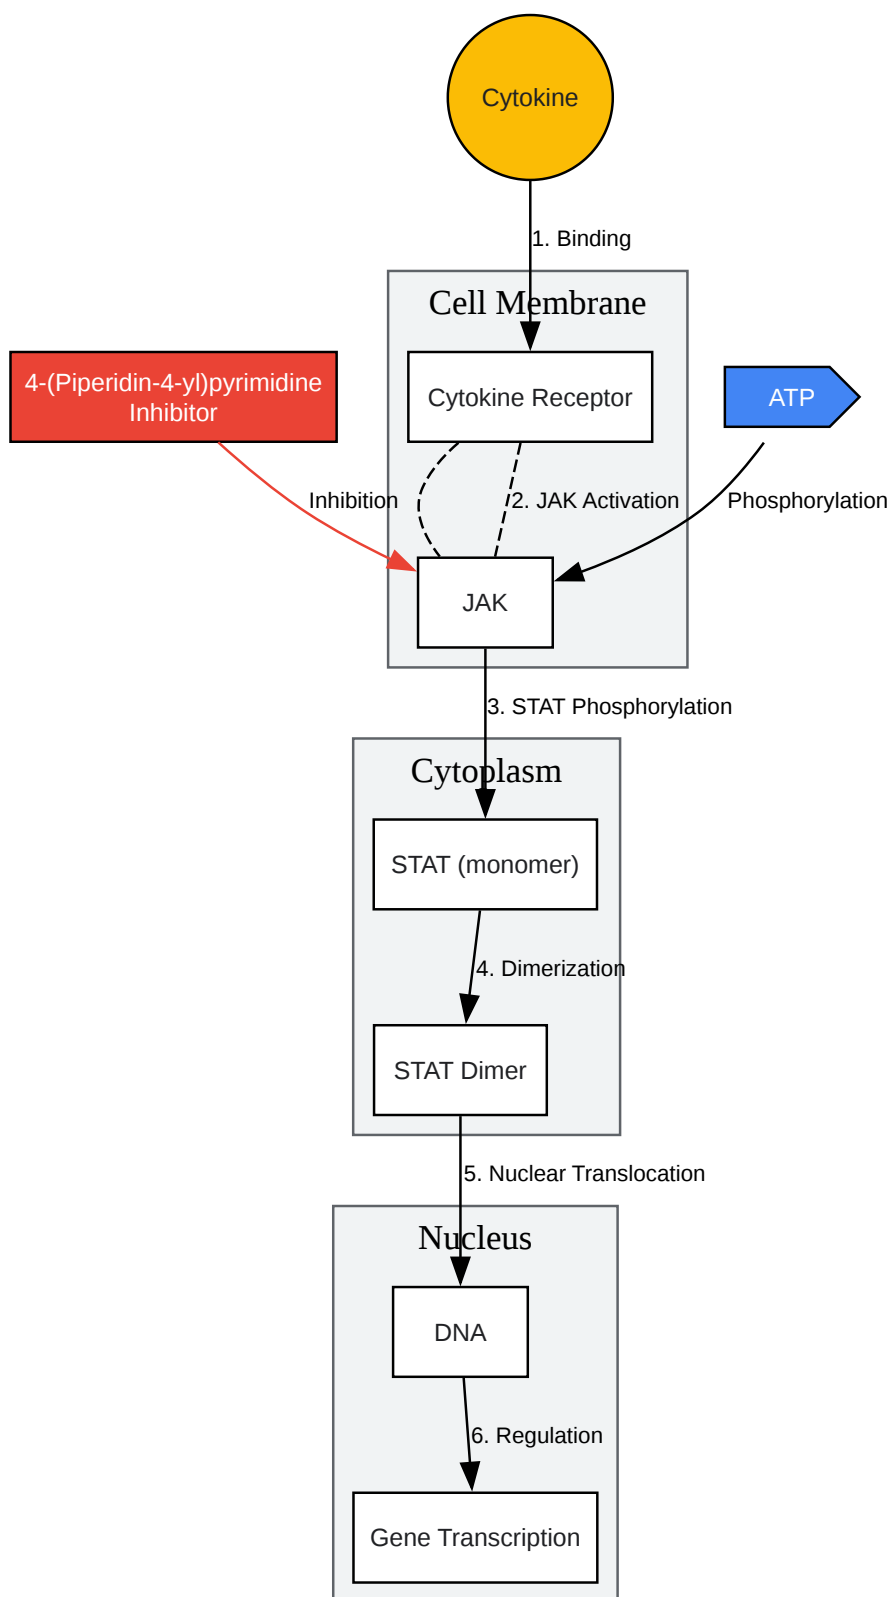 Cytokine
1. Binding
Cell Membrane
4-(Piperidin-4-yl)pyrimidine
Inhibitor
Cytokine Receptor
ATP
Inhibition
2. JAK Activation
Phosphorylation
JAK
3. STAT Phosphorylation
Cytoplasm
STAT (monomer)
4. Dimerization
STAT Dimer
5. Nuclear Translocation
Nucleus
DNA
6. Regulation
Gene Transcription